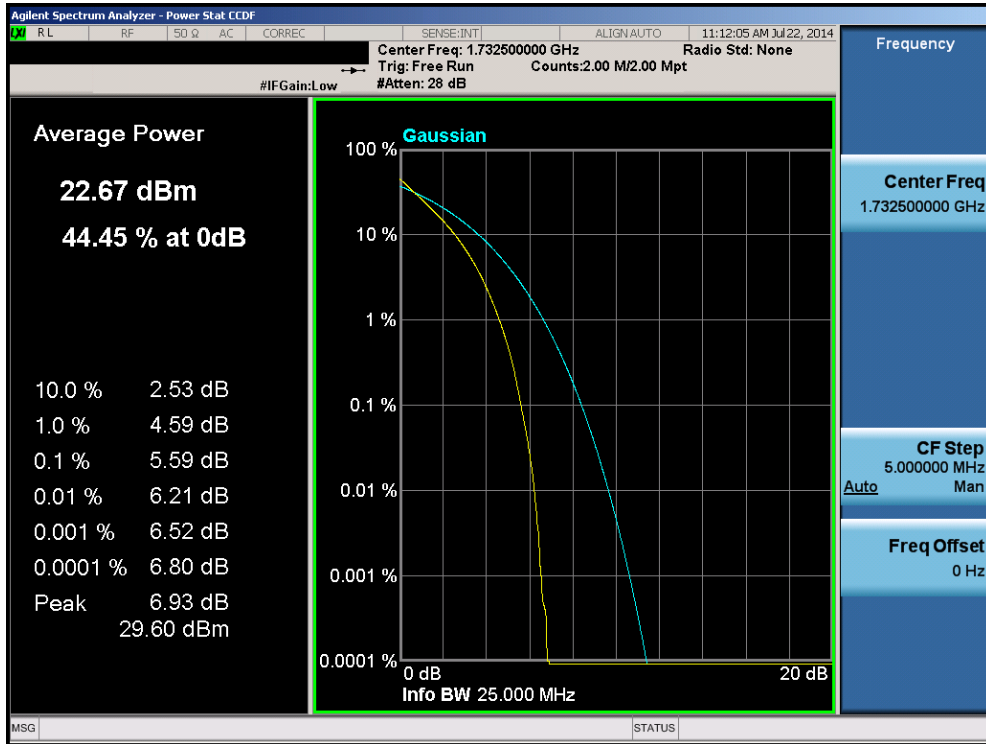 Agilent Spectrum Analyzer - Power Stat CCDF
LXI RL RF 50 Ω AC CORREC SENSE:INT ALIGN AUTO 11:12:05 AM Jul 22, 2014
Center Freq: 1.732500000 GHz Radio Std: None
Trig: Free Run Counts:2.00 M/2.00 Mpt
#IFGain:Low #Atten: 28 dB
Average Power
22.67 dBm
44.45 % at 0dB
10.0 % 2.53 dB
1.0 % 4.59 dB
0.1 % 5.59 dB
0.01 % 6.21 dB
0.001 % 6.52 dB
0.0001 % 6.80 dB
Peak 6.93 dB
29.60 dBm
Gaussian
100 %
10 %
1 %
0.1 %
0.01 %
0.001 %
0.0001 %
0 dB 20 dB
Info BW 25.000 MHz
Frequency
Center Freq
1.732500000 GHz
CF Step
5.000000 MHz
Auto Man
Freq Offset
0 Hz
MSG STATUS